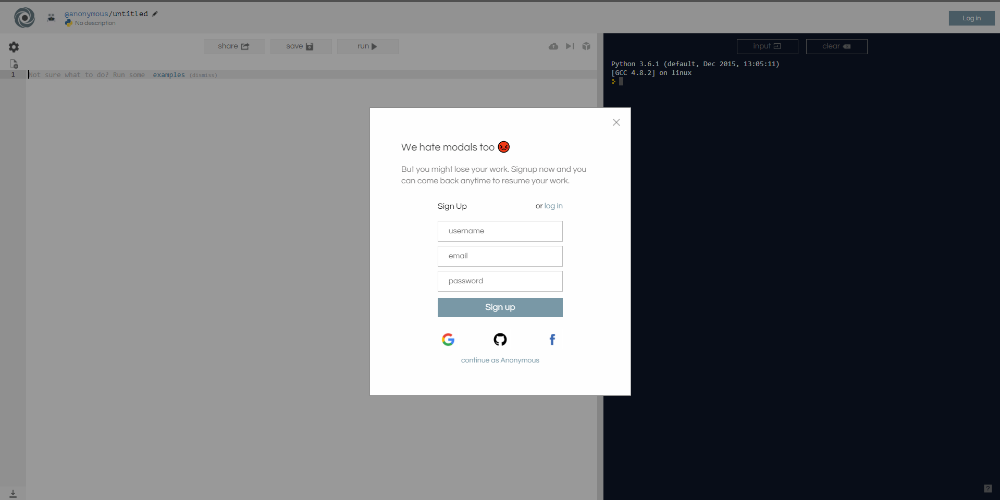 @anonymous/untitled
No description
Log in
share
save
run
input
clear
1
Not sure what to do? Run some examples (dismiss)
Python 3.6.1 (default, Dec 2015, 13:05:11)
[GCC 4.8.2] on linux
We hate modals too
But you might lose your work. Signup now and you
can come back anytime to resume your work.
Sign Up
or log in
username
email
password
Sign up
continue as Anonymous
?